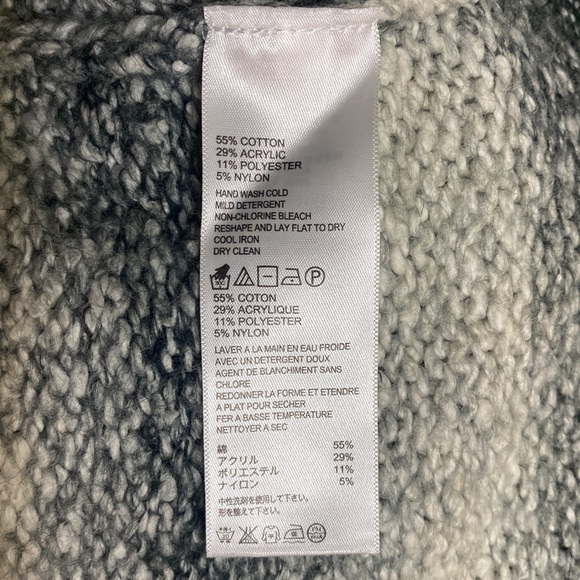 55% COTTON
29% ACRYLIC
11% POLYESTER
5% NYLON
HAND WASH COLD
MILD DETERGENT
NON-CHLORINE BLEACH
RESHAPE AND LAY FLAT TO DRY
COOL IRON
DRY CLEAN
P
55% COTON
29% ACRYLIQUE
11% POLYESTER
5% NYLON
LAVER A LA MAIN EN EAU FROIDE
AVEC UN DETERGENT DOUX
AGENT DE BLANCHIMENT SANS
CHLORE
REDONNER LA FORME ET ETENDRE
A PLAT POUR SECHER
FER A BASSE TEMPERATURE
NETTOYER A SEC
綿 55%
アクリル 29%
ポリエステル 11%
ナイロン 5%
中性洗剤を使用して下さい。
形を整えて下さい。